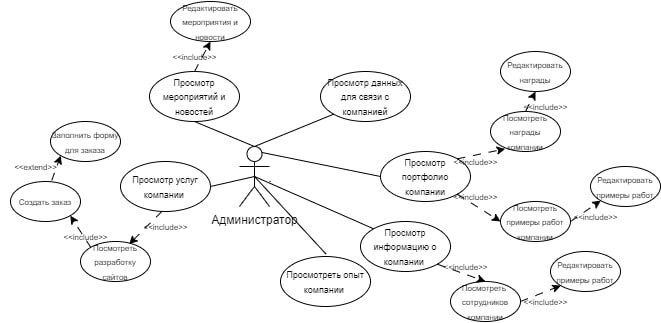 Редактировать
мероприятия и
новости
<<include>>
Просмотр
мероприятий и
новостей
Просмотр данных
для связи с
компанией
Редактировать
награды
<<include>>
Посмотреть
награды
компании
<<include>>
Просмотр
портфолио
компании
<<include>>
Посмотреть
примеры работ
компании
<<include>>
Редактировать
примеры работ
Заполнить форму
для заказа
<<extend>>
Создать заказ
<<include>>
Посмотреть
разработку
сайтов
<<include>>
Просмотр услуг
компании
Администратор
Просмотреть опыт
компании
Просмотр
информацию о
компании
<<include>>
Посмотреть
сотрудников
компании
<<include>>
Редактировать
примеры работ